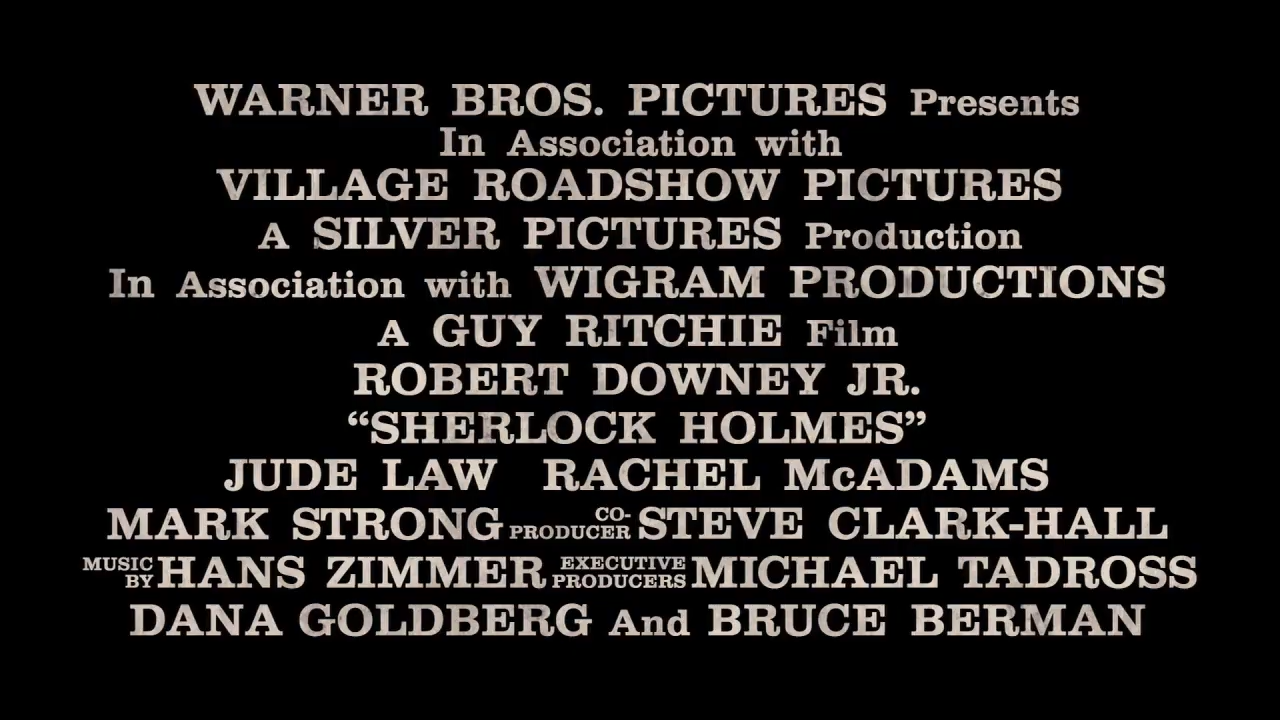 WARNER BROS. PICTURES Presents
In Association with
VILLAGE ROADSHOW PICTURES
A SILVER PICTURES Production
In Association with WIGRAM PRODUCTIONS
A GUY RITCHIE Film
ROBERT DOWNEY JR.
“SHERLOCK HOLMES”
JUDE LAW RACHEL McADAMS
MARK STRONG CO-PRODUCER STEVE CLARK-HALL
MUSIC BY HANS ZIMMER EXECUTIVE PRODUCERS MICHAEL TADROSS
DANA GOLDBERG And BRUCE BERMAN